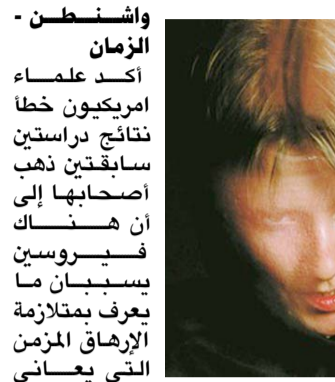 واشنطن -
الزمان
أكد علماء
امريكيون خطأ
نتائج دراستين
سابقتين ذهب
أصحابها إلى
أن هناك
فيروسين
يسببان ما
يعرف بمتلازمة
الإرهاق المزمن
التي يعاني